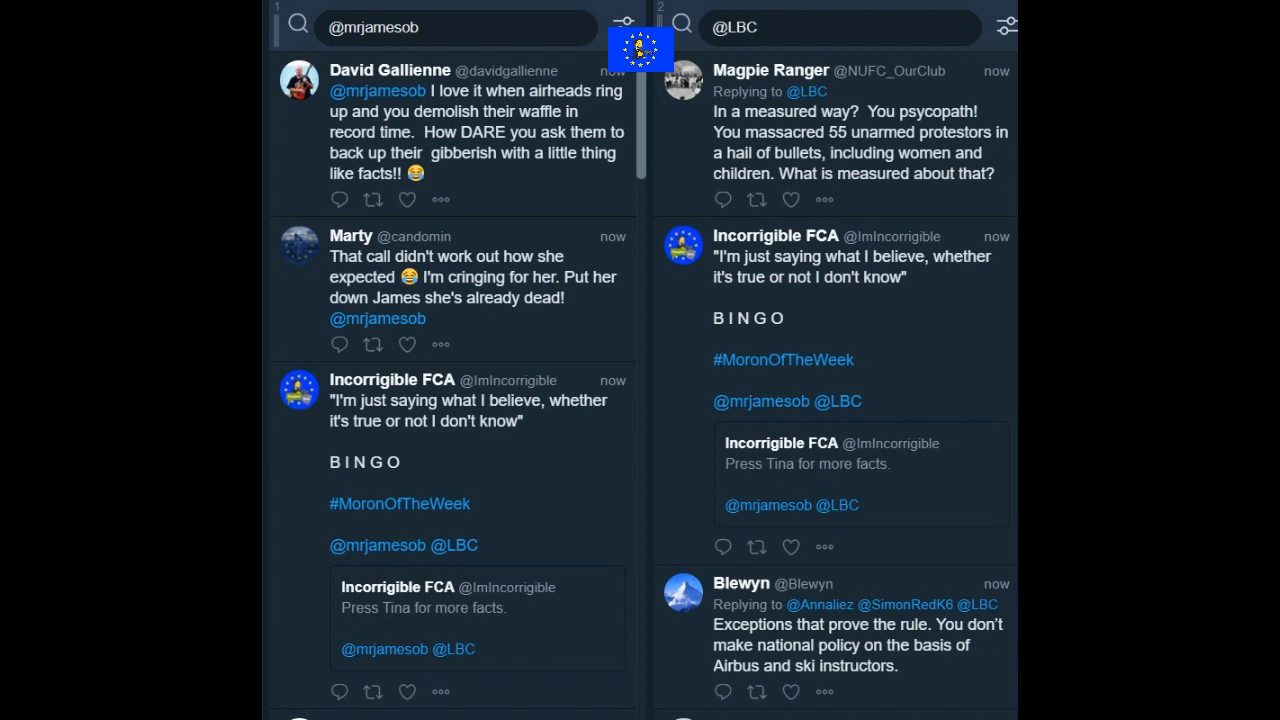 1
@mrjamesob
David Gallienne @davidgallienne now
@mrjamesob I love it when airheads ring
up and you demolish their waffle in
record time. How DARE you ask them to
back up their gibberish with a little thing
like facts!! 😂
Marty @candomin now
That call didn't work out how she
expected 😂 I'm cringing for her. Put her
down James she's already dead!
@mrjamesob
Incorrigible FCA @ImIncorrigible now
"I'm just saying what I believe, whether
it's true or not I don't know"
B I N G O
#MoronOfTheWeek
@mrjamesob @LBC
Incorrigible FCA @ImIncorrigible
Press Tina for more facts.
@mrjamesob @LBC
2
@LBC
Magpie Ranger @NUFC_OurClub now
Replying to @LBC
In a measured way? You psycopath!
You massacred 55 unarmed protestors in
a hail of bullets, including women and
children. What is measured about that?
Incorrigible FCA @ImIncorrigible now
"I'm just saying what I believe, whether
it's true or not I don't know"
B I N G O
#MoronOfTheWeek
@mrjamesob @LBC
Incorrigible FCA @ImIncorrigible
Press Tina for more facts.
@mrjamesob @LBC
Blewyn @Blewyn now
Replying to @Annaliez @SimonRedK6 @LBC
Exceptions that prove the rule. You don't
make national policy on the basis of
Airbus and ski instructors.